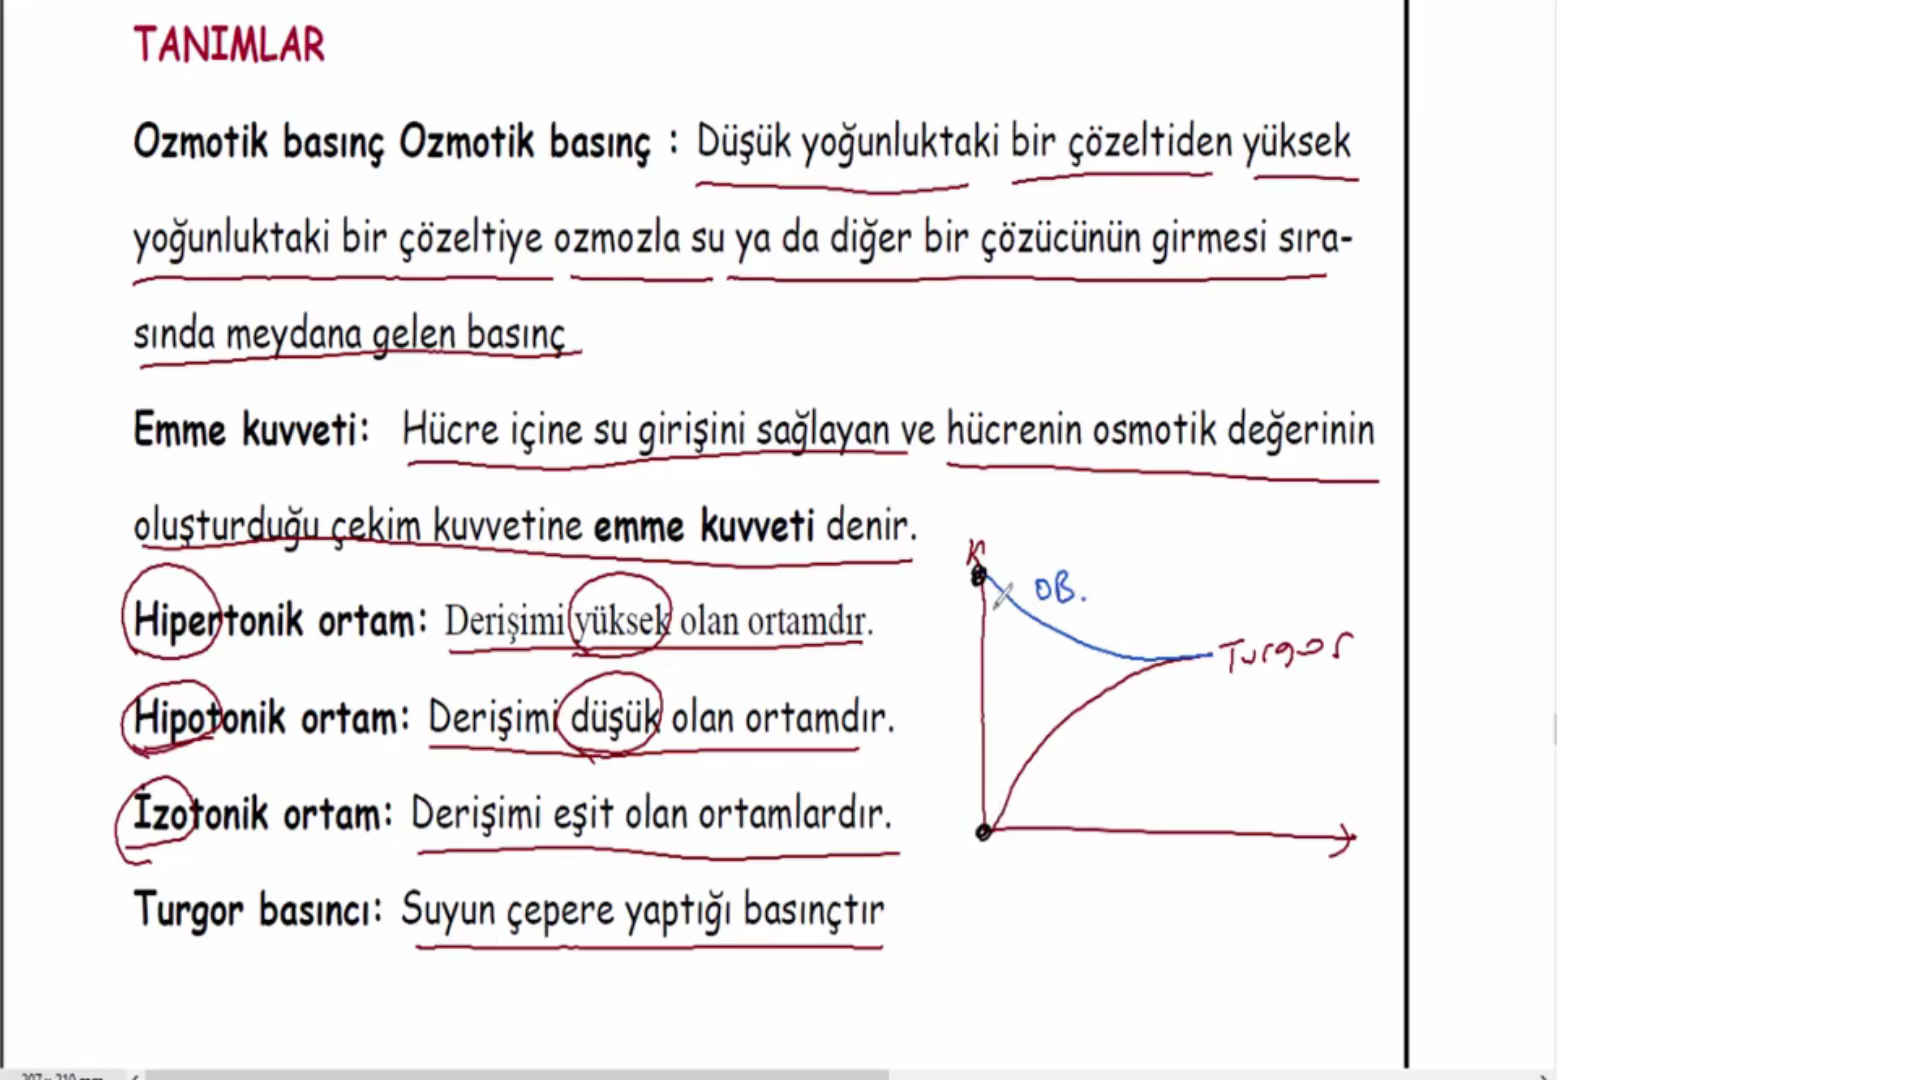 TANIMLAR
Ozmotik basınç Ozmotik basınç : Düşük yoğunluktaki bir çözeltiden yüksek
yoğunluktaki bir çözeltiye ozmozla su ya da diğer bir çözücünün girmesi sıra-
sında meydana gelen basınç
Emme kuvveti: Hücre içine su girişini sağlayan ve hücrenin osmotik değerinin
oluşturduğu çekim kuvvetine emme kuvveti denir.
OB.
Hipertonik ortam: Derişimi yüksek olan ortamdır.
Turgor
Hipotonik ortam: Derişimi düşük olan ortamdır.
İzotonik ortam: Derişimi eşit olan ortamlardır.
Turgor basıncı: Suyun çepere yaptığı basınçtır